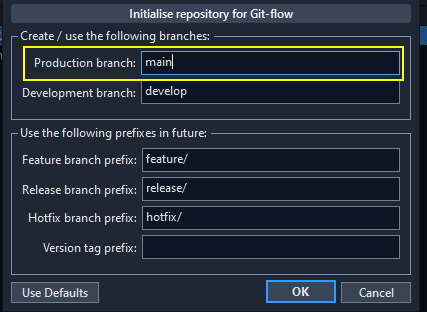 Initialise repository for Git-flow
Create / use the following branches:
Production branch: main
Development branch: develop
Use the following prefixes in future:
Feature branch prefix: feature/
Release branch prefix: release/
Hotfix branch prefix: hotfix/
Version tag prefix:
Use Defaults OK Cancel